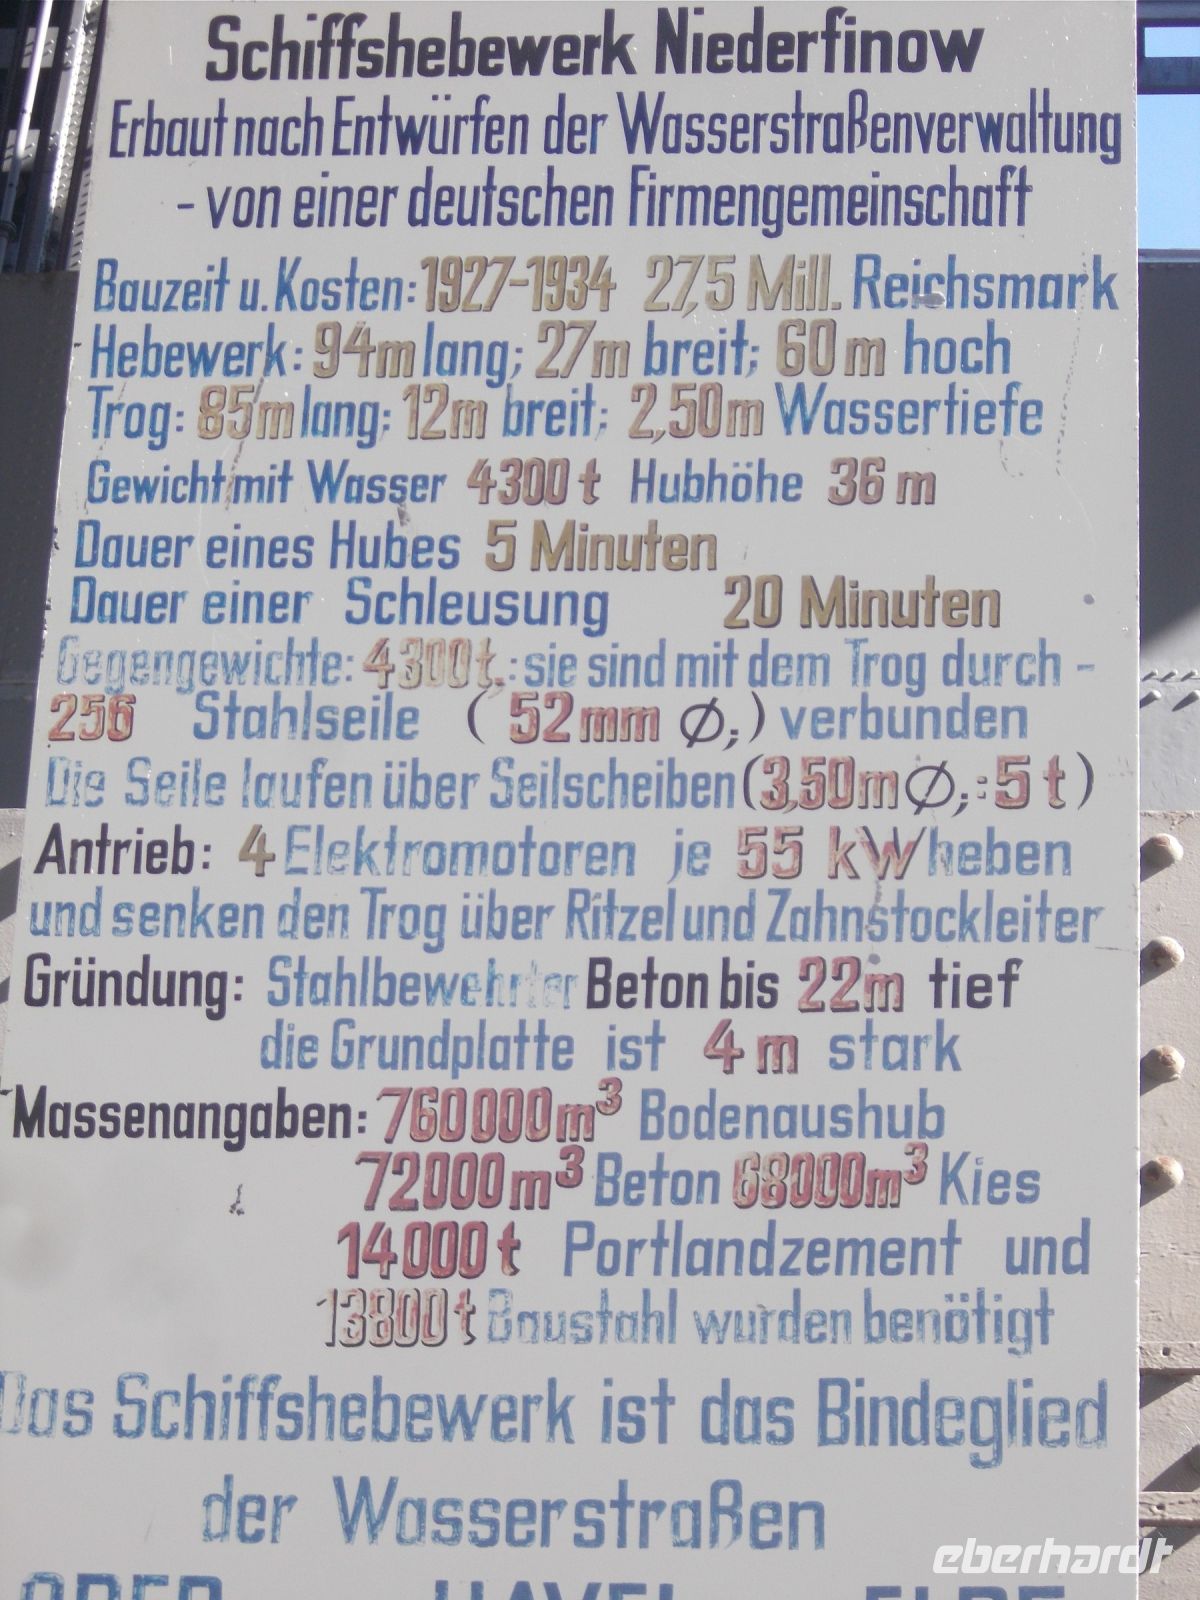 Schiffshebewerk Niederfinow
Erbaut nach Entwürfen der Wasserstraßenverwaltung
- von einer deutschen Firmengemeinschaft
Bauzeit u. Kosten: 1927-1934 27,5 Mill. Reichsmark
Hebewerk: 94m lang; 27m breit; 60m hoch
Trog: 85m lang; 12m breit; 2,50m Wassertiefe
Gewicht mit Wasser 4300 t Hubhöhe 36 m
Dauer eines Hubes 5 Minuten
Dauer einer Schleusung 20 Minuten
Gegengewichte: 4300t.: sie sind mit dem Trog durch -
256 Stahlseile ( 52mm Ø;) verbunden
Die Seile laufen über Seilscheiben (3,50m Ø;: 5 t)
Antrieb: 4 Elektromotoren je 55 kW heben
und senken den Trog über Ritzel und Zahnstockleiter
Gründung: Stahlbewehrter Beton bis 22m tief
die Grundplatte ist 4 m stark
Massenangaben: 760000m³ Bodenaushub
72000m³ Beton 68000m³ Kies
14000t Portlandzement und
13800t Baustahl wurden benötigt
Das Schiffshebewerk ist das Bindeglied
der Wasserstraßen
ODER HAVEL ELBE
eberhardt